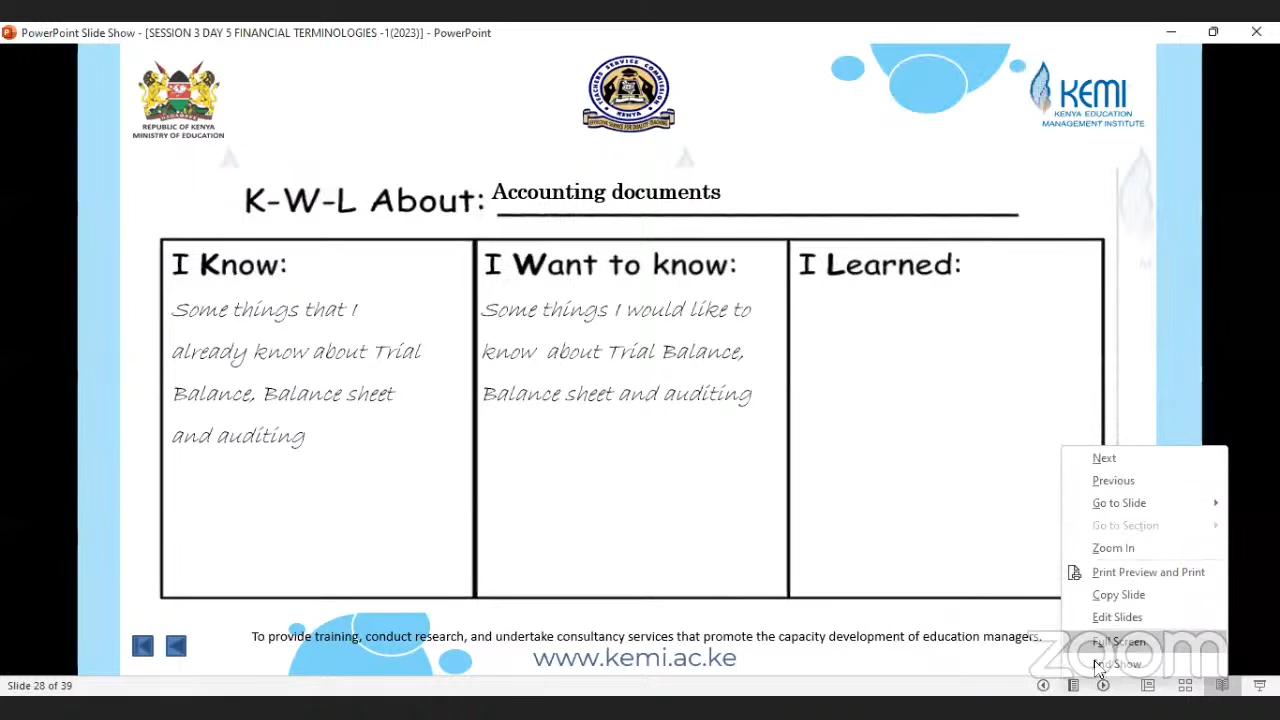 PowerPoint Slide Show - [SESSION 3 DAY 5 FINANCIAL TERMINOLOGIES -1(2023)] - PowerPoint
REPUBLIC OF KENYA
MINISTRY OF EDUCATION
TEACHERS SERVICE COMMISSION
KENYA
KEMI
KENYA EDUCATION
MANAGEMENT INSTITUTE
K-W-L About: Accounting documents
I Know:
Some things that I
already know about Trial
Balance, Balance sheet
and auditing
I Want to know:
Some things I would like to
know about Trial Balance,
Balance sheet and auditing
I Learned:
Next
Previous
Go to Slide
Go to Section
Zoom In
Print Preview and Print
Copy Slide
Edit Slides
Full Screen
End Show
zoom
To provide training, conduct research, and undertake consultancy services that promote the capacity development of education managers.
www.kemi.ac.ke
Slide 28 of 39